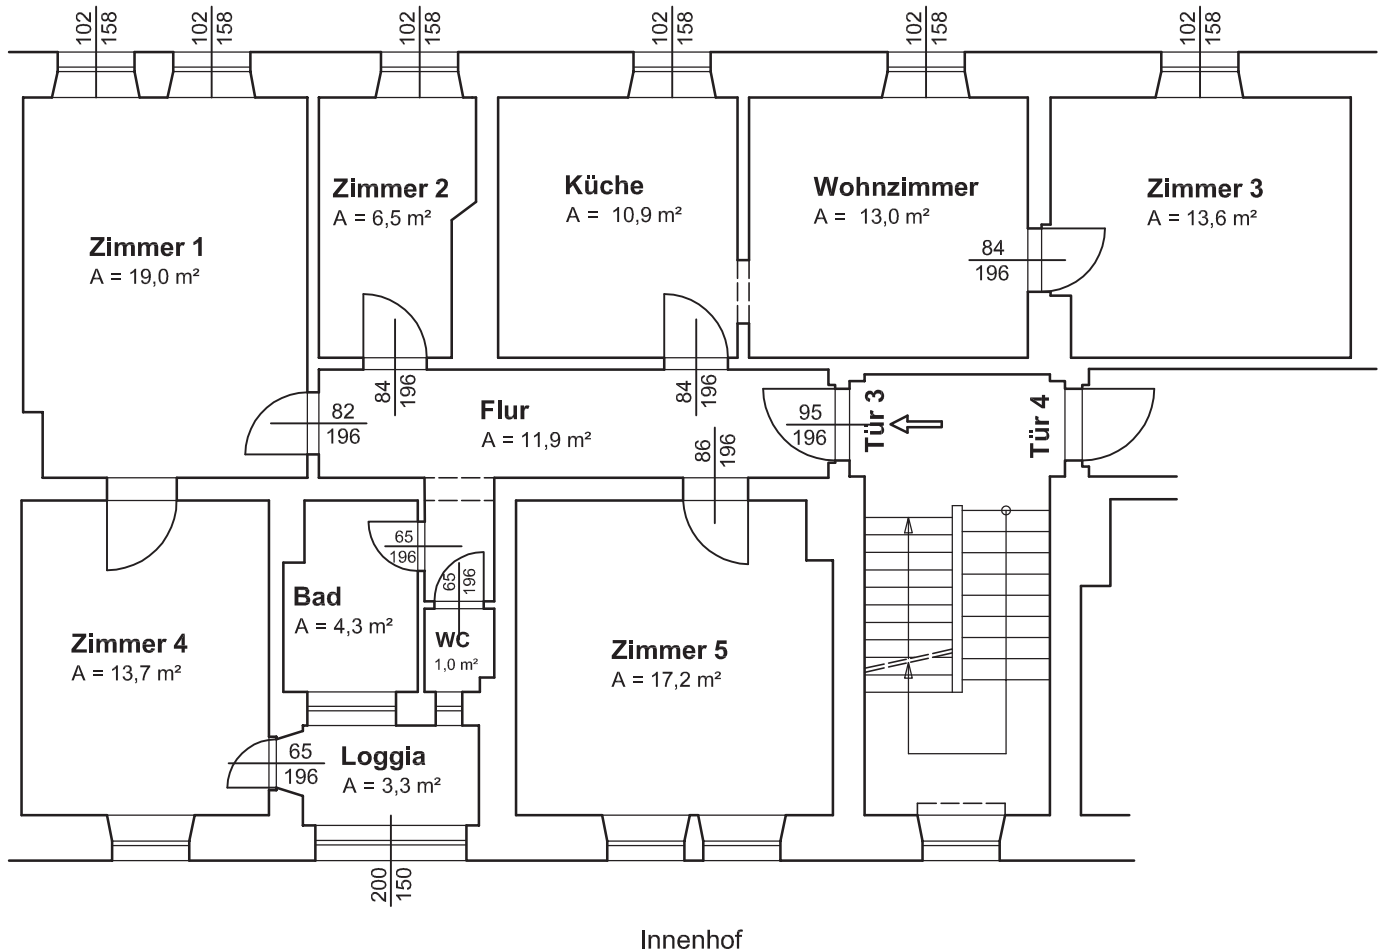 102
158
102
158
102
158
102
158
102
158
102
158
Zimmer 1
A = 19,0 m²
Zimmer 2
A = 6,5 m²
Küche
A = 10,9 m²
Wohnzimmer
A = 13,0 m²
Zimmer 3
A = 13,6 m²
84
196
84
196
84
196
82
196
Flur
A = 11,9 m²
86
196
95
196
Tür 3
Tür 4
65
196
65
196
Bad
A = 4,3 m²
WC
1,0 m²
Zimmer 4
A = 13,7 m²
Zimmer 5
A = 17,2 m²
65
196
Loggia
A = 3,3 m²
200
150
Innenhof